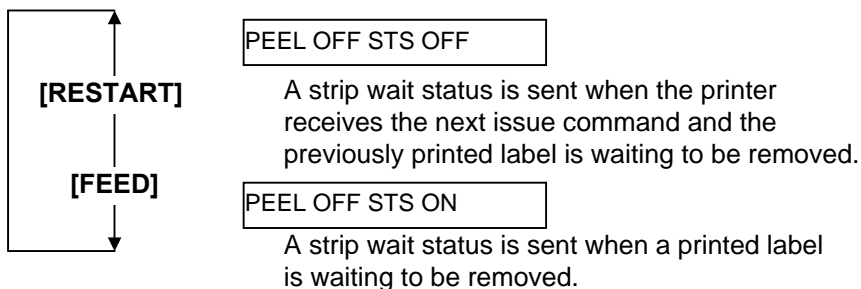 PEEL OFF STS OFF
[RESTART]
A strip wait status is sent when the printer
receives the next issue command and the
previously printed label is waiting to be removed.
[FEED]
PEEL OFF STS ON
A strip wait status is sent when a printed label
is waiting to be removed.